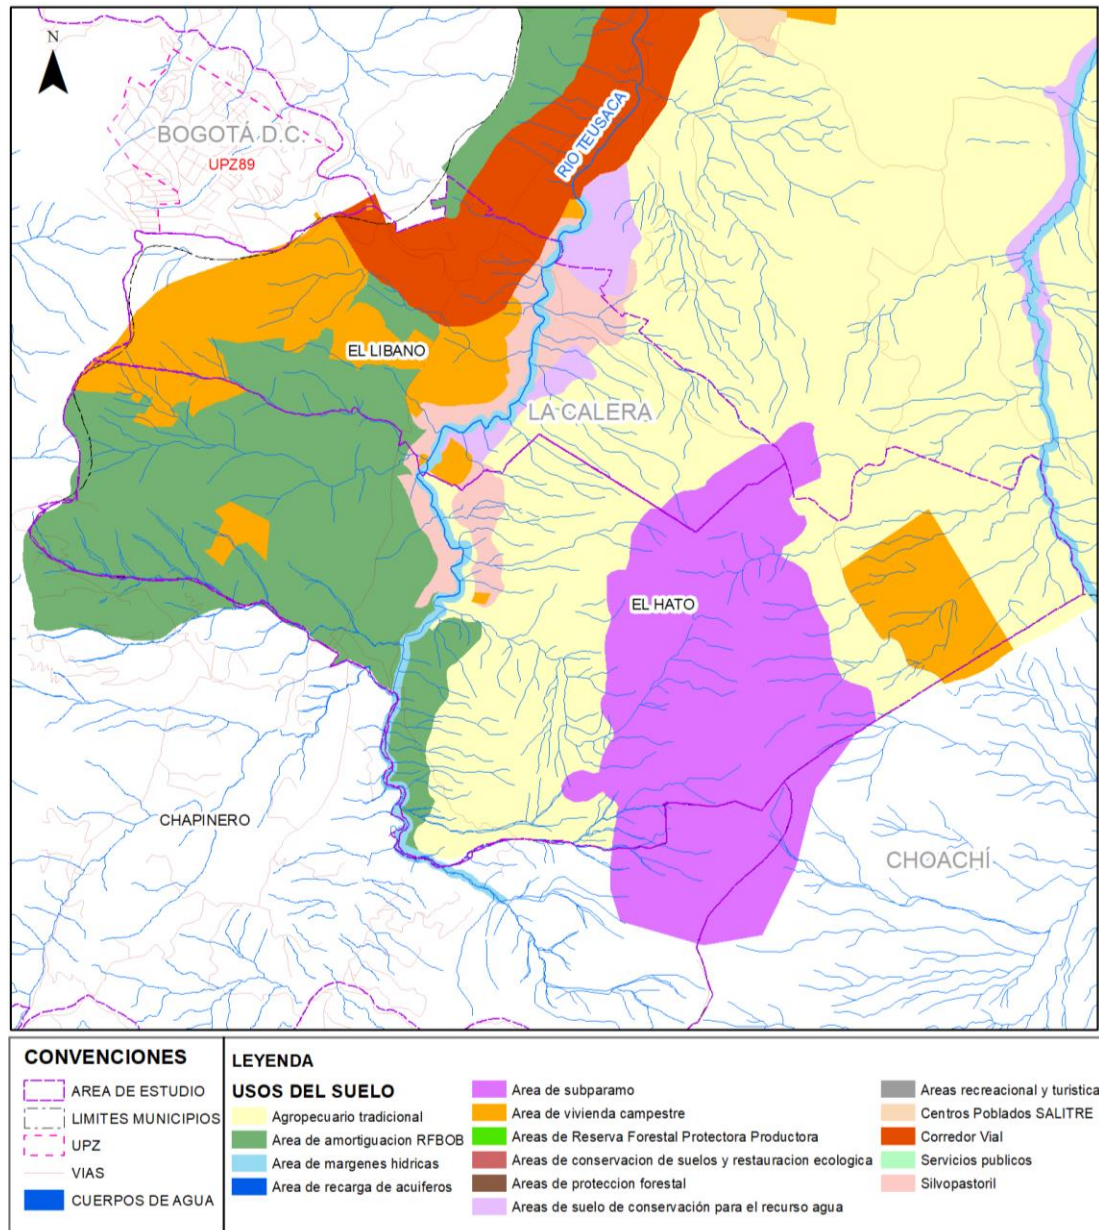 N
BOGOTÁ D.C.
UPZ89
RIO TEUSACA
EL LIBANO
LA CALERA
EL HATO
CHAPINERO
CHOACHÍ
CONVENCIONES
AREA DE ESTUDIO
LIMITES MUNICIPIOS
UPZ
VIAS
CUERPOS DE AGUA
LEYENDA
USOS DEL SUELO
Agropecuario tradicional
Area de amortiguacion RFBOB
Area de margenes hidricas
Area de recarga de acuiferos
Area de subparamo
Area de vivienda campestre
Areas de Reserva Forestal Protectora Productora
Areas de conservacion de suelos y restauracion ecologica
Areas de proteccion forestal
Areas de suelo de conservación para el recurso agua
Areas recreacional y turistica
Centros Poblados SALITRE
Corredor Vial
Servicios publicos
Silvopastoril